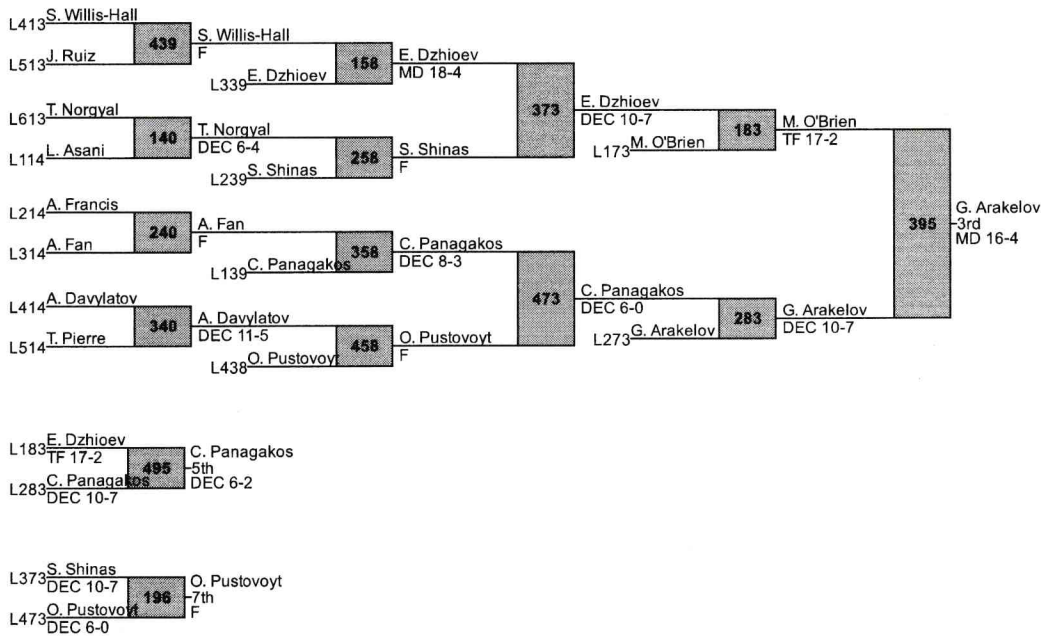 L413 S. Willis-Hall
439
L513 J. Ruiz
S. Willis-Hall
F
L339 E. Dzhioev
158
E. Dzhioev
MD 18-4
L613 T. Norgyal
140
L114 L. Asani
T. Norgyal
DEC 6-4
L239 S. Shinas
258
S. Shinas
F
373
E. Dzhioev
DEC 10-7
L173 M. O'Brien
183
M. O'Brien
TF 17-2
L214 A. Francis
240
L314 A. Fan
A. Fan
F
L139 C. Panagakos
358
C. Panagakos
DEC 8-3
L414 A. Davylatov
340
L514 T. Pierre
A. Davylatov
DEC 11-5
L438 O. Pustovoyt
458
O. Pustovoyt
F
473
C. Panagakos
DEC 6-0
L273 G. Arakelov
283
G. Arakelov
DEC 10-7
395
G. Arakelov
3rd
MD 16-4
L183 E. Dzhioev
TF 17-2
495
L283 C. Panagakos
DEC 10-7
C. Panagakos
5th
DEC 6-2
L373 S. Shinas
DEC 10-7
196
L473 O. Pustovoyt
DEC 6-0
O. Pustovoyt
7th
F